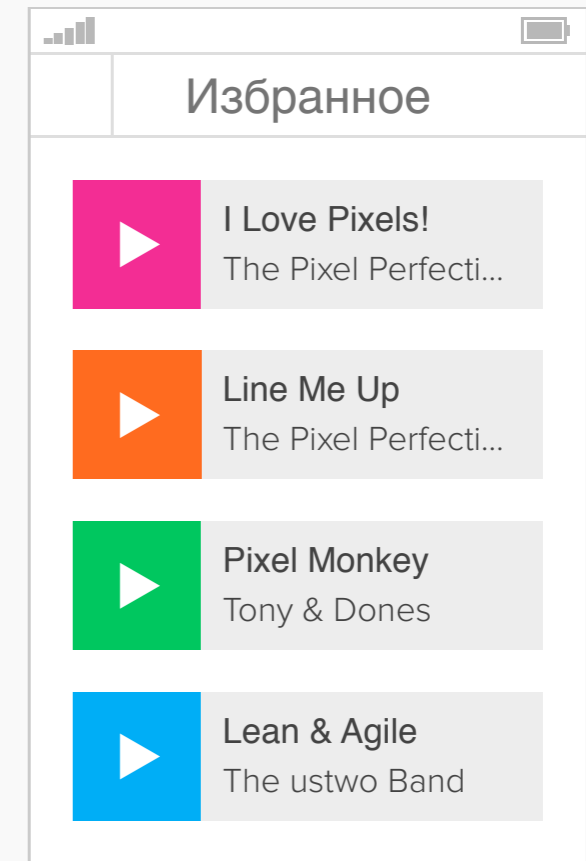 Избранное
I Love Pixels!
The Pixel Perfecti...
Line Me Up
The Pixel Perfecti...
Pixel Monkey
Tony & Dones
Lean & Agile
The ustwo Band